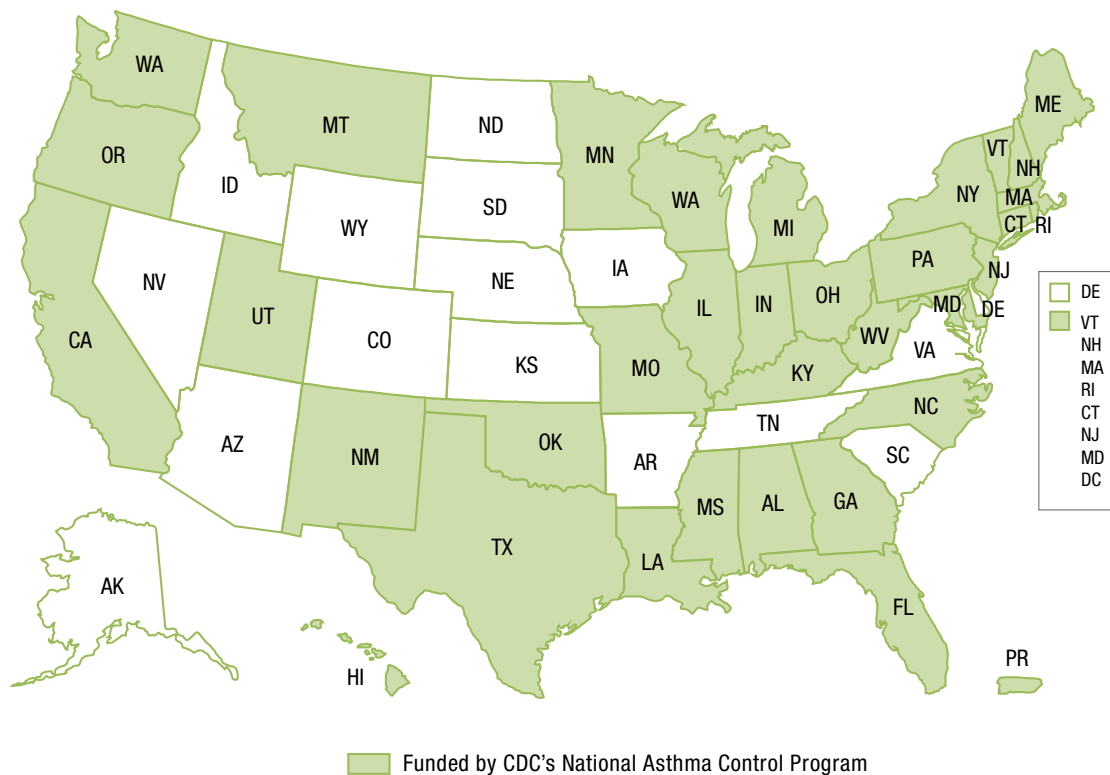 WA
MT
ND
MN
ME
OR
ID
WY
SD
WA
MI
NY
VT
NH
MA
CT
RI
NV
UT
CO
NE
IA
IL
IN
OH
PA
NJ
MD
DE
CA
KS
MO
KY
WV
VA
AZ
NM
OK
AR
TN
NC
SC
TX
LA
MS
AL
GA
FL
AK
HI
PR
DE
VT
NH
MA
RI
CT
NJ
MD
DC
Funded by CDC's National Asthma Control Program